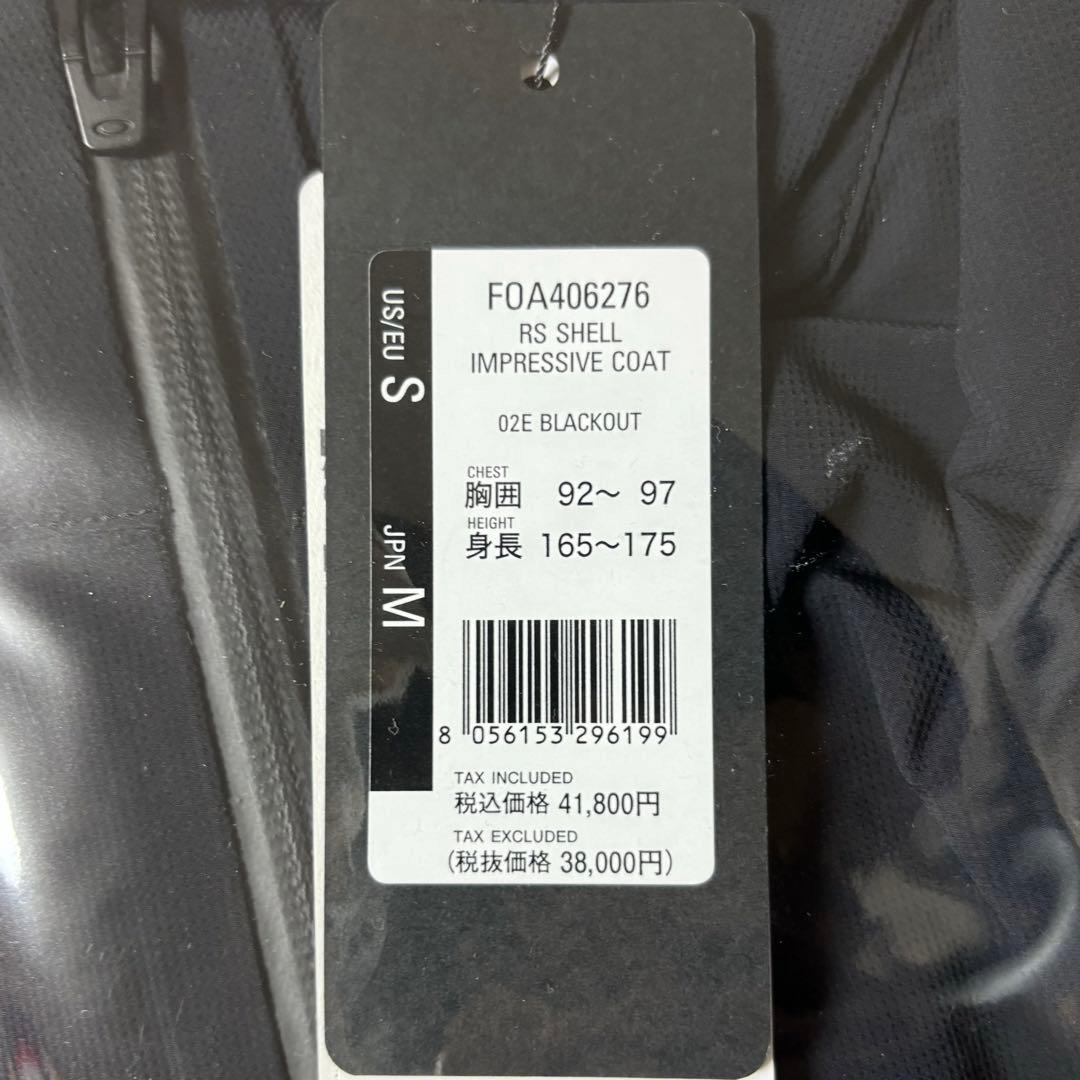 US/EU S
JPN M
FOA406276
RS SHELL
IMPRESSIVE COAT
02E BLACKOUT
CHEST
胸囲 92〜 97
HEIGHT
身長 165〜175
8 056153 296199
TAX INCLUDED
税込価格 41,800円
TAX EXCLUDED
(税抜価格 38,000円)